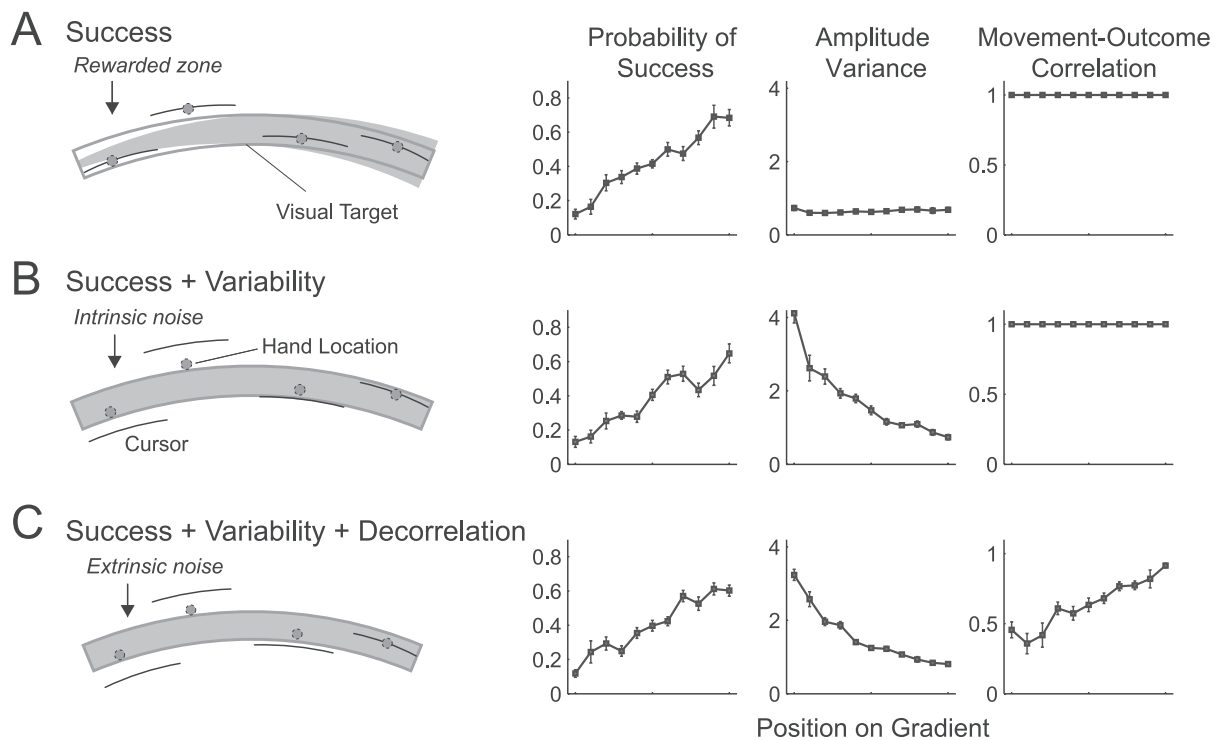 A Success
Rewarded zone
Visual Target
Probability of
Success
Amplitude
Variance
Movement-Outcome
Correlation
0.8
0.6
0.4
0.2
0
4
2
0
1
0.5
0
B Success + Variability
Intrinsic noise
Hand Location
Cursor
0.8
0.6
0.4
0.2
0
4
2
0
1
0.5
0
C Success + Variability + Decorrelation
Extrinsic noise
0.8
0.6
0.4
0.2
0
4
2
0
1
0.5
0
Position on Gradient